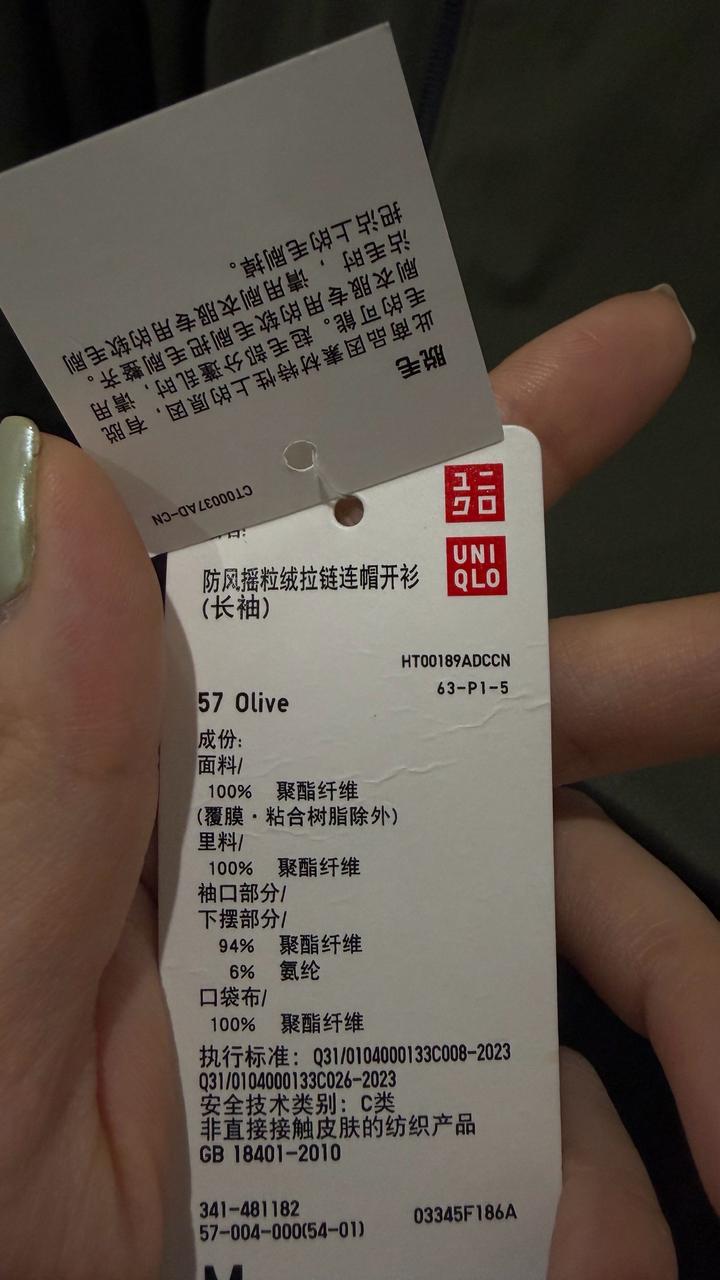 脱毛
此商品因素材特性上的原因，有脱
毛的可能。起毛部分蓬乱时，请用
刷衣服专用的软毛刷把毛刷整齐。
沾毛时，请用刷衣服专用的软毛刷
把沾上的毛刷掉。
CT00037AD-CN
ユニ
クロ
UNI
QLO
防风摇粒绒拉链连帽开衫
(长袖)
HT00189ADCCN
63-P1-5
57 Olive
成份:
面料/
100% 聚酯纤维
(覆膜·粘合树脂除外)
里料/
100% 聚酯纤维
袖口部分/
下摆部分/
94% 聚酯纤维
6% 氨纶
口袋布/
100% 聚酯纤维
执行标准: Q31/0104000133C008-2023
Q31/0104000133C026-2023
安全技术类别: C类
非直接接触皮肤的纺织产品
GB 18401-2010
341-481182
57-004-000(54-01)
03345F186A
M